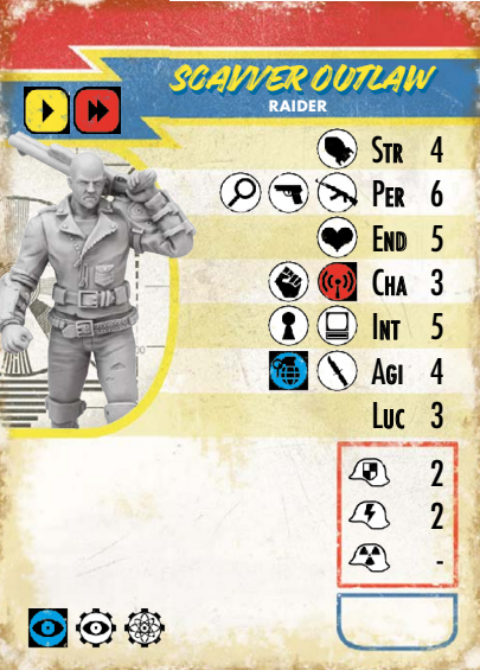 SCAVVER OUTLAW
RAIDER
STR 4
PER 6
END 5
CHA 3
INT 5
AGI 4
LUC 3
2
2
-